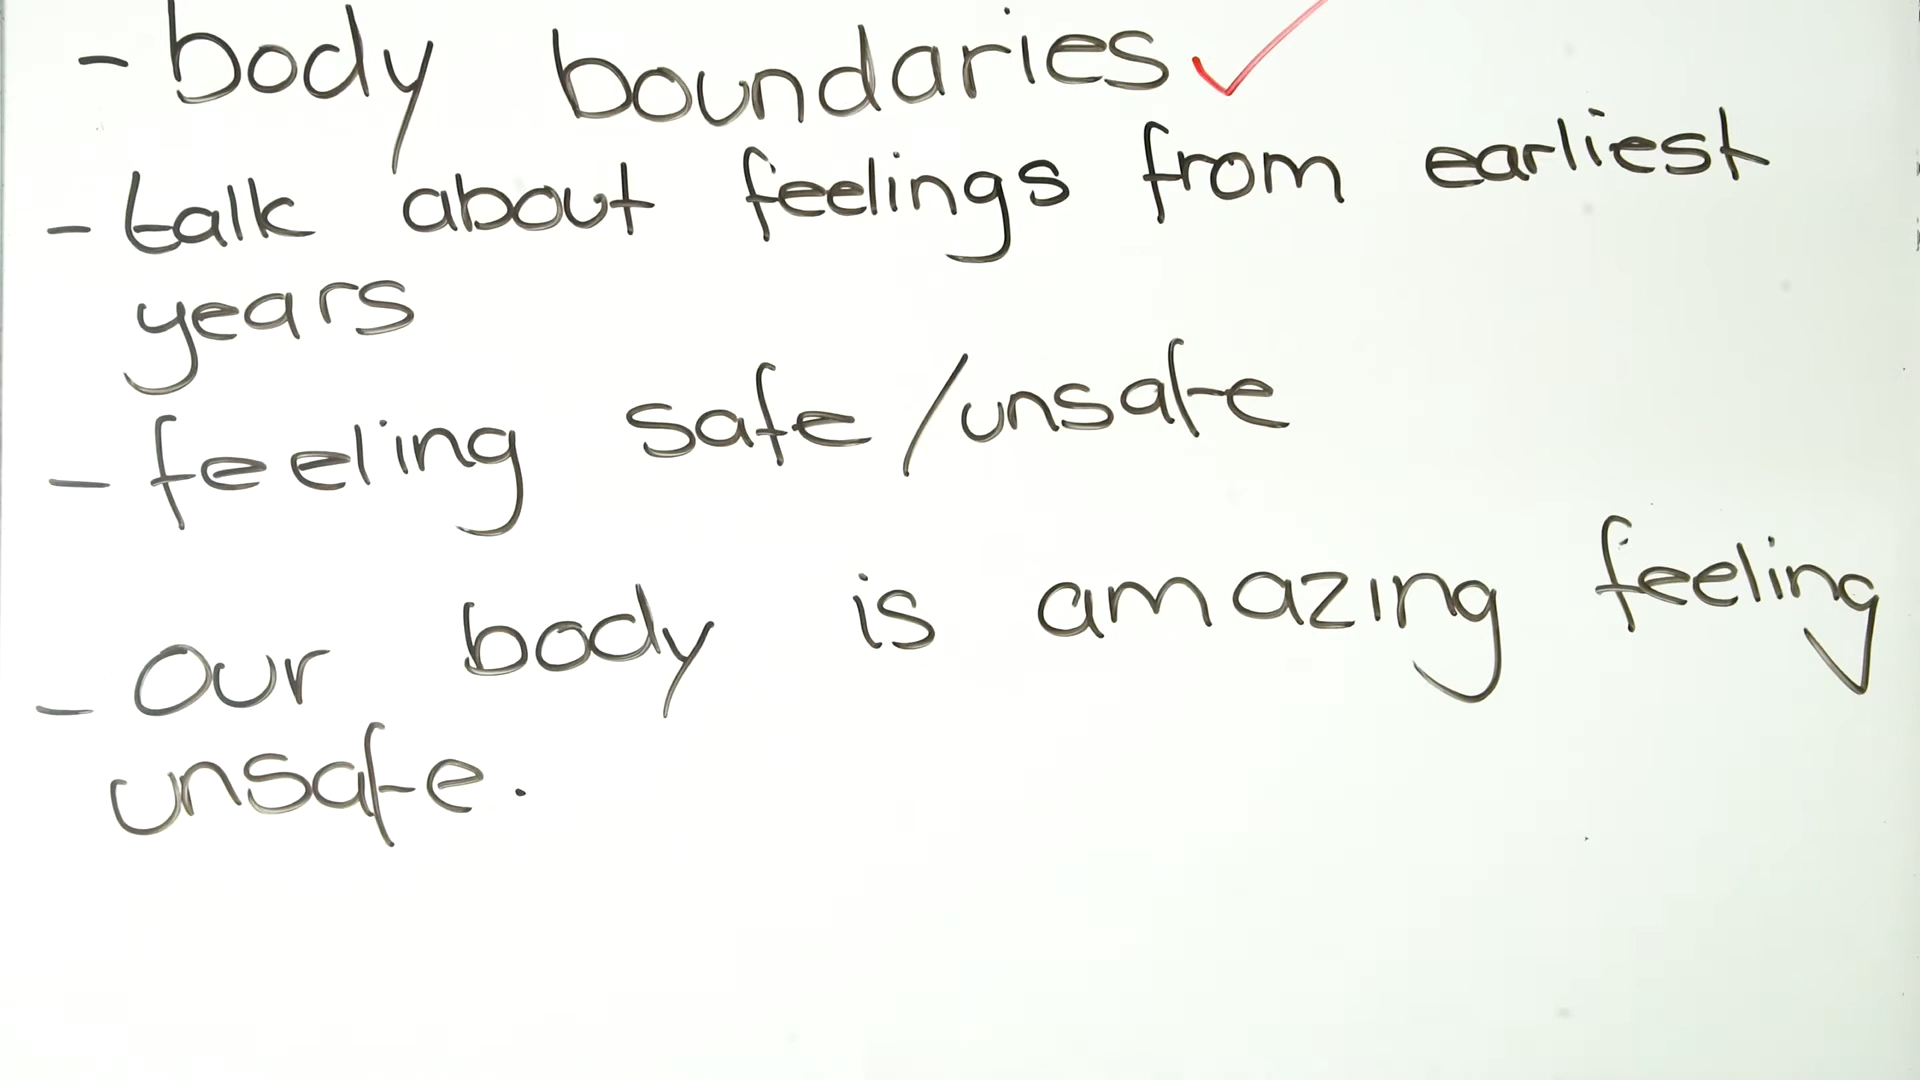 - body boundaries ✓
- talk about feelings from earliest
years
- feeling safe/unsafe
- Our body is amazing feeling
unsafe.